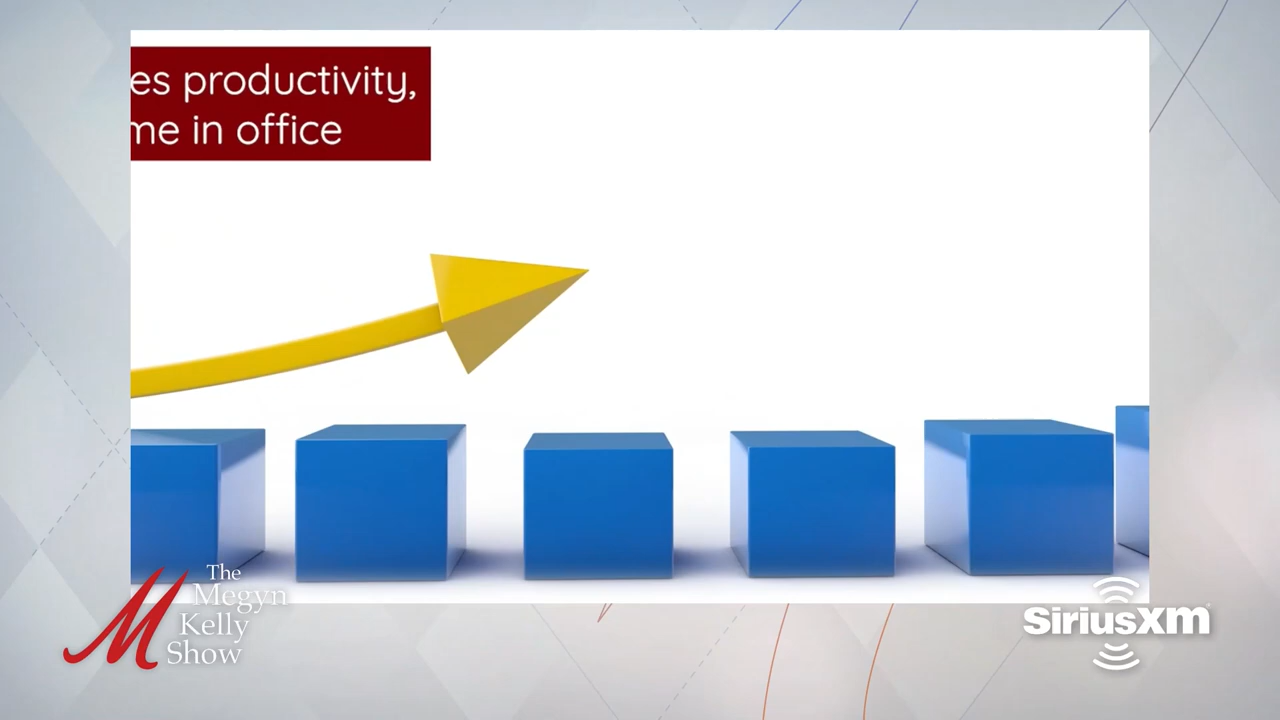 es productivity,
me in office
The
Megyn
Kelly
Show
SiriusXM